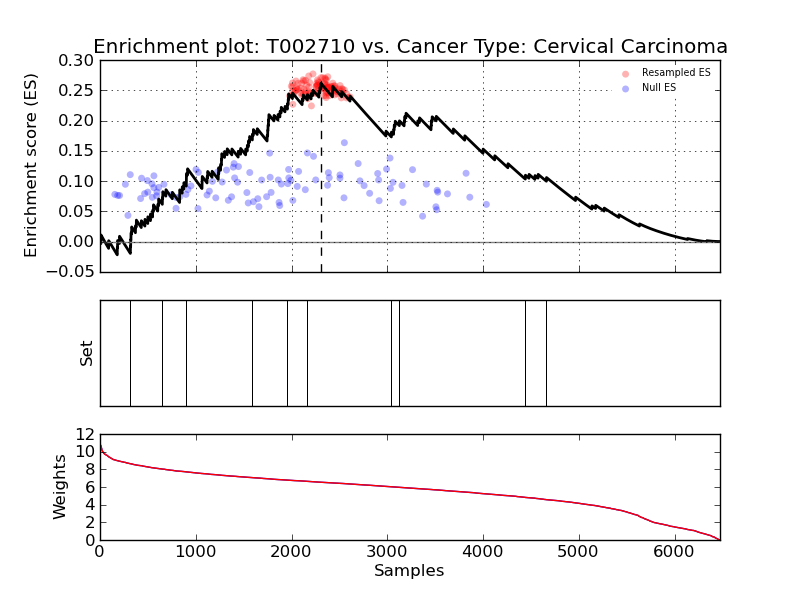 Enrichment plot: T002710 vs. Cancer Type: Cervical Carcinoma
Enrichment score (ES)
0.30
0.25
0.20
0.15
0.10
0.05
0.00
−0.05
Resampled ES
Null ES
Set
Weights
12
10
8
6
4
2
0
0 1000 2000 3000 4000 5000 6000
Samples